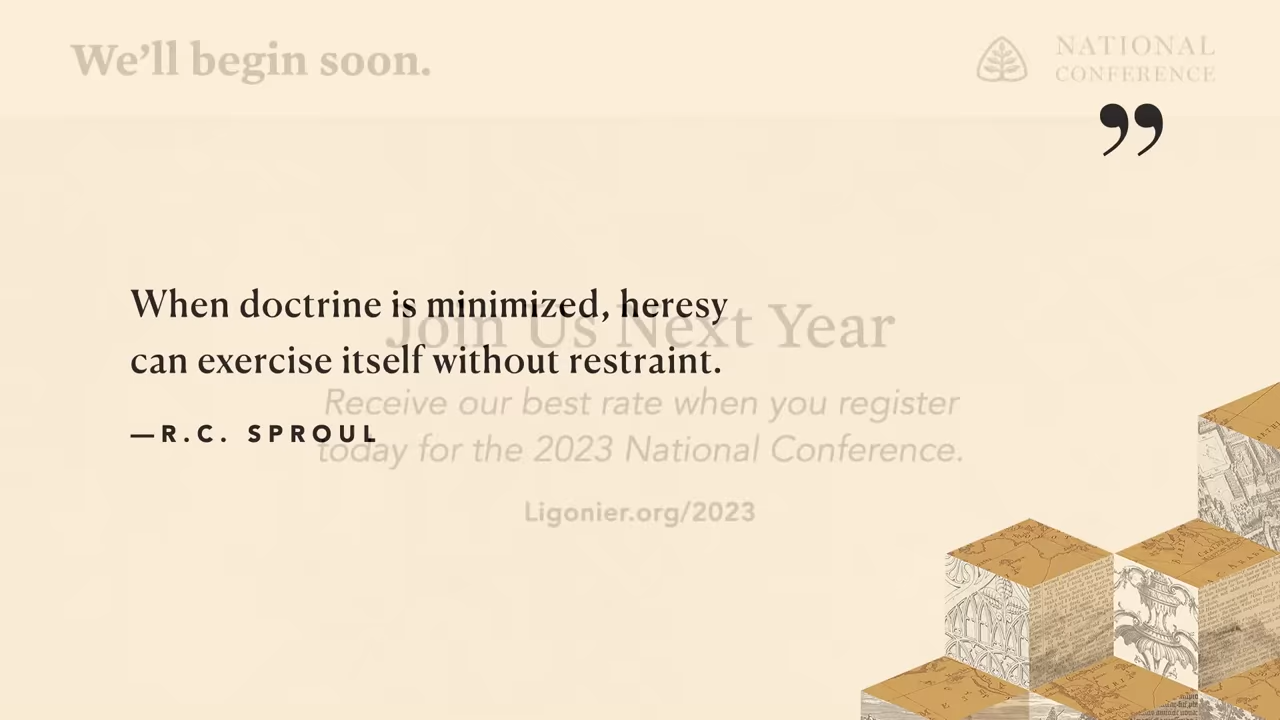 We’ll begin soon.
NATIONAL
CONFERENCE
”
When doctrine is minimized, heresy
can exercise itself without restraint.
—R.C. SPROUL
Join Us Next Year
Receive our best rate when you register
today for the 2023 National Conference.
Ligonier.org/2023